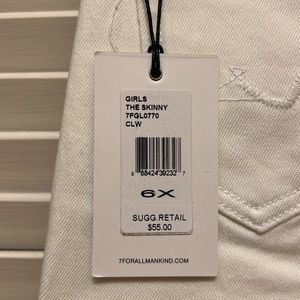 GIRLS
THE SKINNY
7FGL0770
CLW
8 88424 39232 7
6X
SUGG.RETAIL
$55.00
7FORALLMANKIND.COM